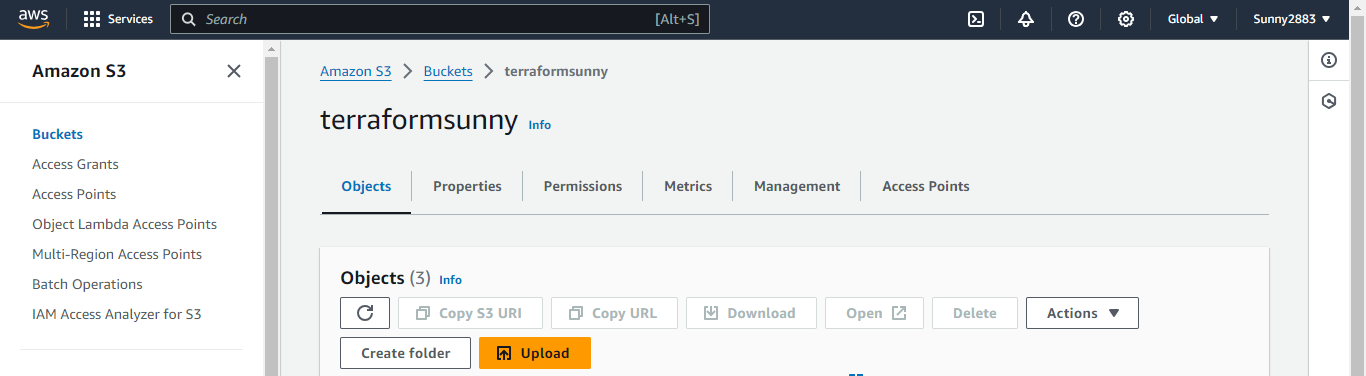 aws Services Search [Alt+S] Global Sunny2883
Amazon S3
Buckets
Access Grants
Access Points
Object Lambda Access Points
Multi-Region Access Points
Batch Operations
IAM Access Analyzer for S3
Amazon S3 Buckets terraformsunny
terraformsunny Info
Objects Properties Permissions Metrics Management Access Points
Objects (3) Info
Copy S3 URI Copy URL Download Open Delete Actions
Create folder Upload